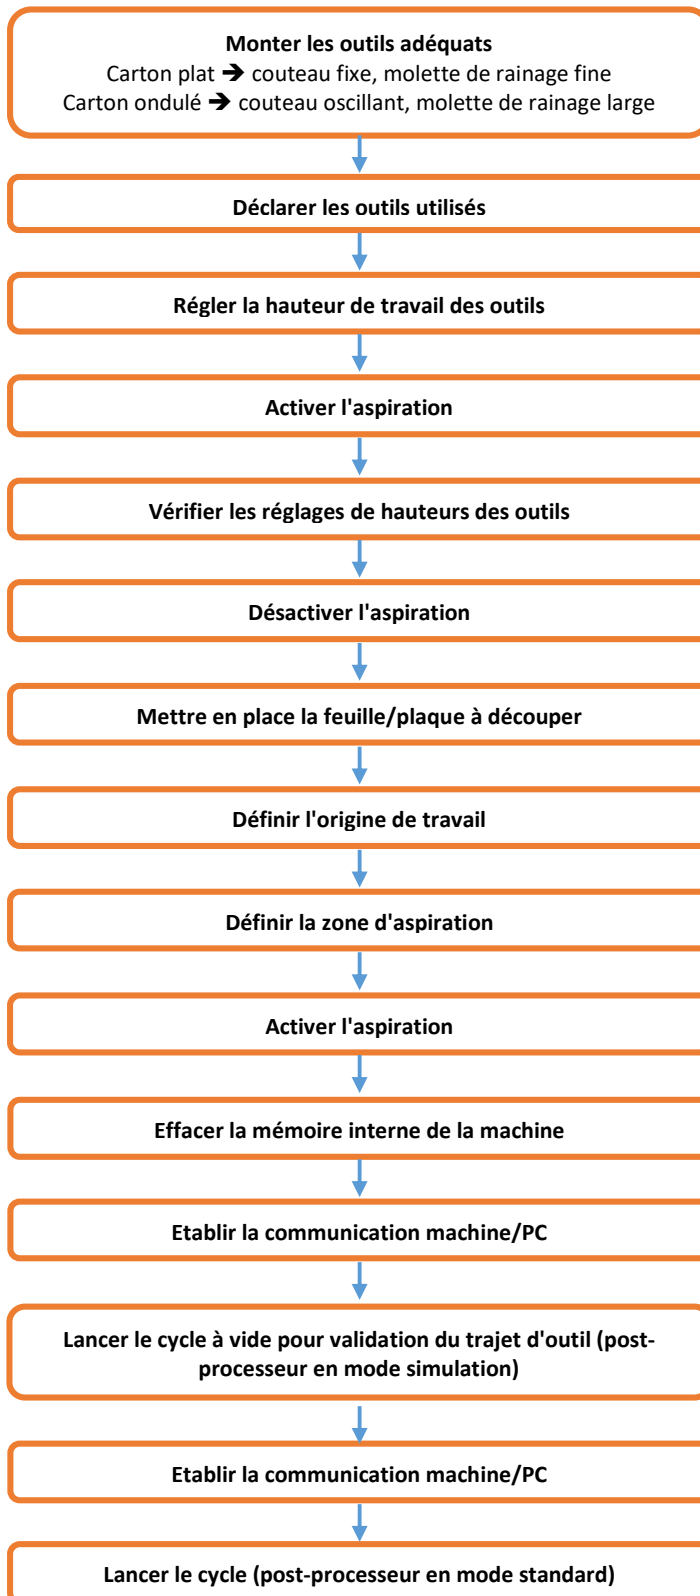 Monter les outils adéquats
Carton plat ➔ couteau fixe, molette de rainage fine
Carton ondulé ➔ couteau oscillant, molette de rainage large
Déclarer les outils utilisés
Régler la hauteur de travail des outils
Activer l'aspiration
Vérifier les réglages de hauteurs des outils
Désactiver l'aspiration
Mettre en place la feuille/plaque à découper
Définir l'origine de travail
Définir la zone d'aspiration
Activer l'aspiration
Effacer la mémoire interne de la machine
Etablir la communication machine/PC
Lancer le cycle à vide pour validation du trajet d'outil (post-
processeur en mode simulation)
Etablir la communication machine/PC
Lancer le cycle (post-processeur en mode standard)